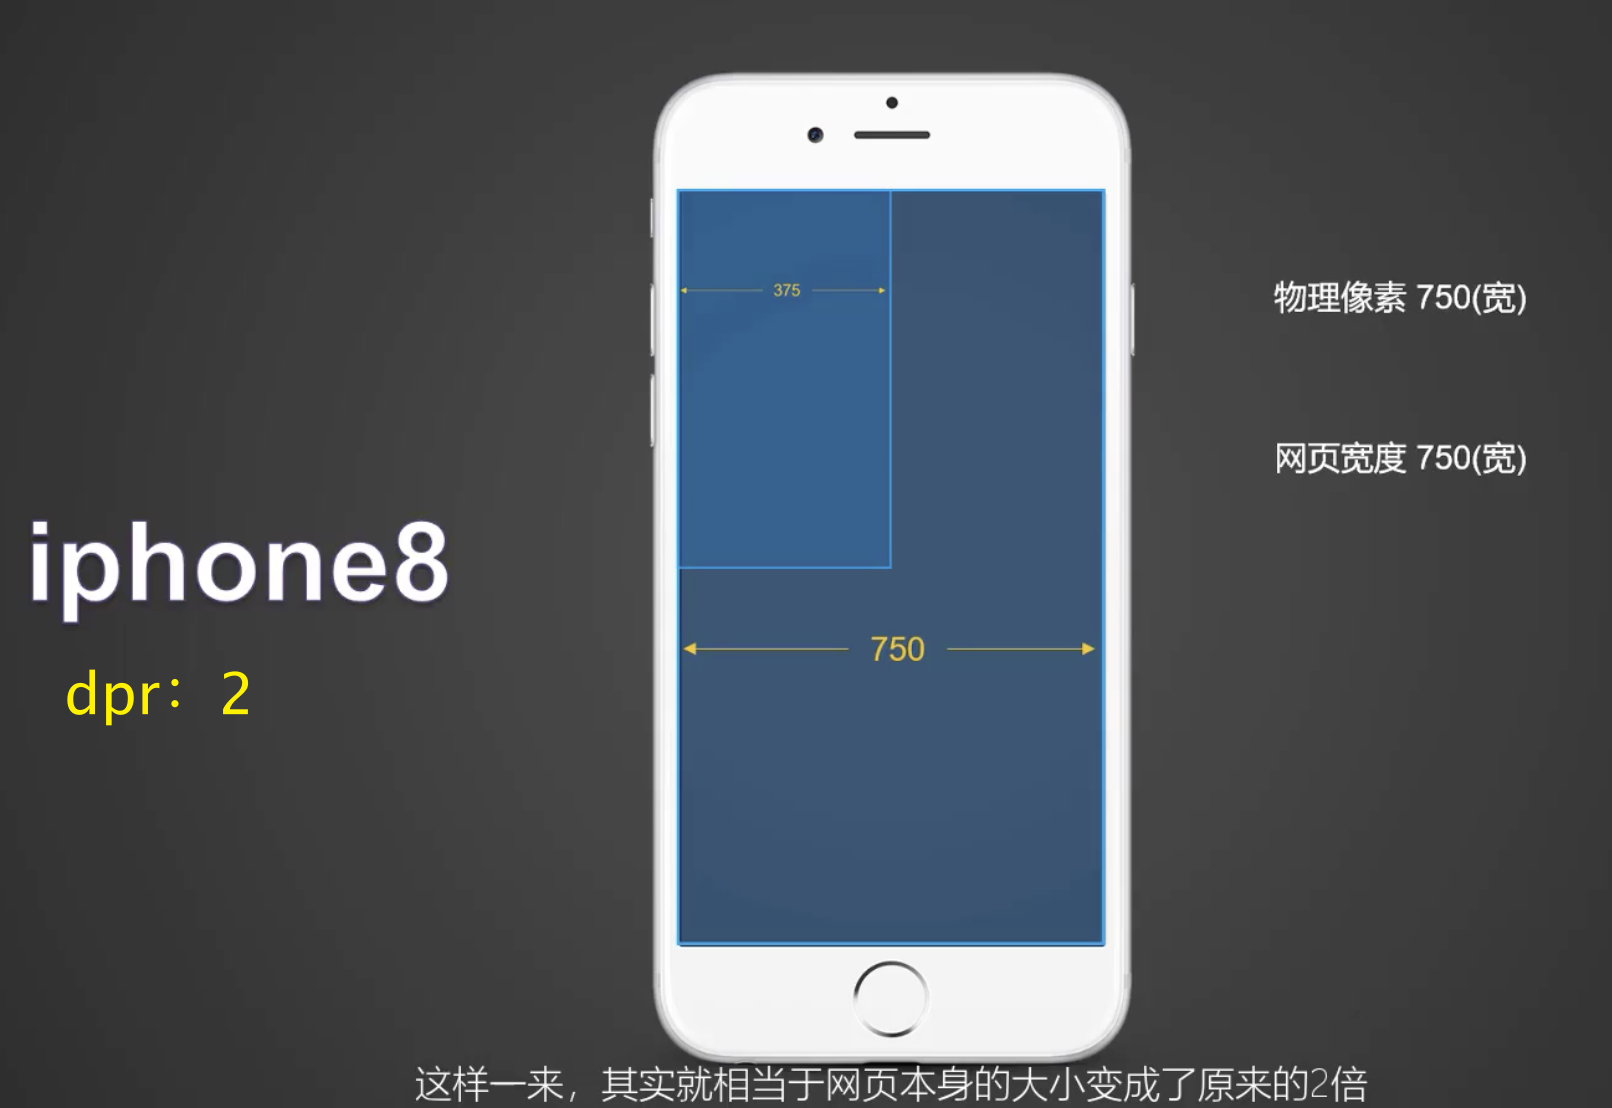 375
物理像素 750(宽)
网页宽度 750(宽)
iphone8
750
dpr：2
这样一来，其实就相当于网页本身的大小变成了原来的2倍